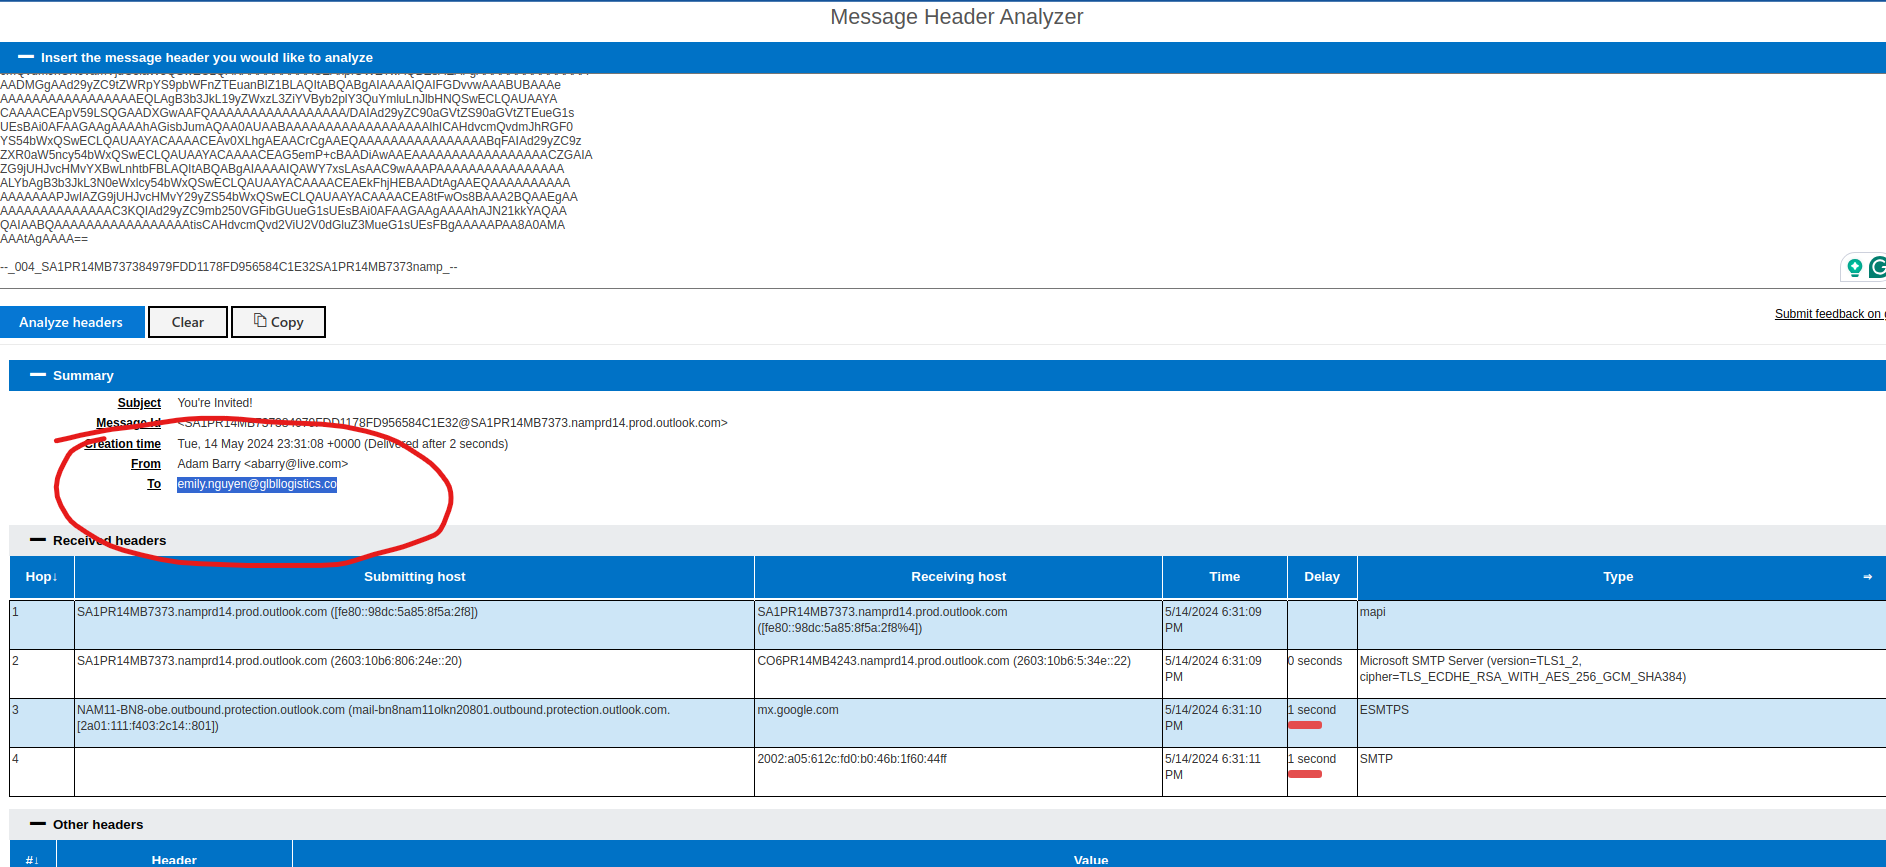 Message Header Analyzer
Insert the message header you would like to analyze
AADMGgAAd29yZC9tZWRpYS9pbWFnZTEuanBlZ1BLAQItABQABgAIAAAAIQAIFGDvvwAAABUBAAAe
AAAAAAAAAAAAAAAAAEQLAgB3b3JkL19yZWxzL3ZiYVByb2plY3QuYmluLnJlbHNQSwECLQAUAAYA
CAAAACEApV59LSQGAADXGwAAFQAAAAAAAAAAAAAAAAA/DAIAd29yZC90aGVtZS90aGVtZTEueG1s
UEsBAi0AFAAGAAgAAAAhAGisbJumAQAA0AUAABAAAAAAAAAAAAAAAAAAlhICAHdvcmQvdmJhRGF0
YS54bWxQSwECLQAUAAYACAAAACEAv0XLhgAEAACrCgAAEQAAAAAAAAAAAAAAAABqFAIAd29yZC9z
ZXR0aW5ncy54bWxQSwECLQAUAAYACAAAACEAG5emP+cBAADiAwAAEAAAAAAAAAAAAAAAAACZGAIA
ZG9jUHJvcHMvYXBwLnhtbFBLAQItABQABgAIAAAAIQAWY7xsLAsAAC9wAAAPAAAAAAAAAAAAAAAA
ALYbAgB3b3JkL3N0eWxlcy54bWxQSwECLQAUAAYACAAAACEAEkFhjHEBAADtAgAAEQAAAAAAAAAA
AAAAAAAPJwIAZG9jUHJvcHMvY29yZS54bWxQSwECLQAUAAYACAAAACEA8tFwOs8BAAA2BQAAEgAA
AAAAAAAAAAAAAAC3KQIAd29yZC9mb250VGFibGUueG1sUEsBAi0AFAAGAAgAAAAhAJN21kkYAQAA
QAIAABQAAAAAAAAAAAAAAAAAtisCAHdvcmQvd2ViU2V0dGluZ3MueG1sUEsFBgAAAAAPAA8A0AMA
AAAtAgAAAA==
--_004_SA1PR14MB737384979FDD1178FD956584C1E32SA1PR14MB7373namp_--
Analyze headers Clear Copy
Submit feedback on
Summary
Subject You're Invited!
Message Id <SA1PR14MB737384979FDD1178FD956584C1E32@SA1PR14MB7373.namprd14.prod.outlook.com>
Creation time Tue, 14 May 2024 23:31:08 +0000 (Delivered after 2 seconds)
From Adam Barry <abarry@live.com>
To emily.nguyen@glbllogistics.co
Received headers
Hop↓ Submitting host Receiving host Time Delay Type ⇒
1 SA1PR14MB7373.namprd14.prod.outlook.com ([fe80::98dc:5a85:8f5a:2f8]) SA1PR14MB7373.namprd14.prod.outlook.com 5/14/2024 6:31:09 mapi
([fe80::98dc:5a85:8f5a:2f8%4]) PM
2 SA1PR14MB7373.namprd14.prod.outlook.com (2603:10b6:806:24e::20) CO6PR14MB4243.namprd14.prod.outlook.com (2603:10b6:5:34e::22) 5/14/2024 6:31:09 0 seconds Microsoft SMTP Server (version=TLS1_2,
PM cipher=TLS_ECDHE_RSA_WITH_AES_256_GCM_SHA384)
3 NAM11-BN8-obe.outbound.protection.outlook.com (mail-bn8nam11olkn20801.outbound.protection.outlook.com. mx.google.com 5/14/2024 6:31:10 1 second ESMTPS
[2a01:111:f403:2c14::801]) PM
4 2002:a05:612c:fd0:b0:46b:1f60:44ff 5/14/2024 6:31:11 1 second SMTP
PM
Other headers
#↓ Header Value